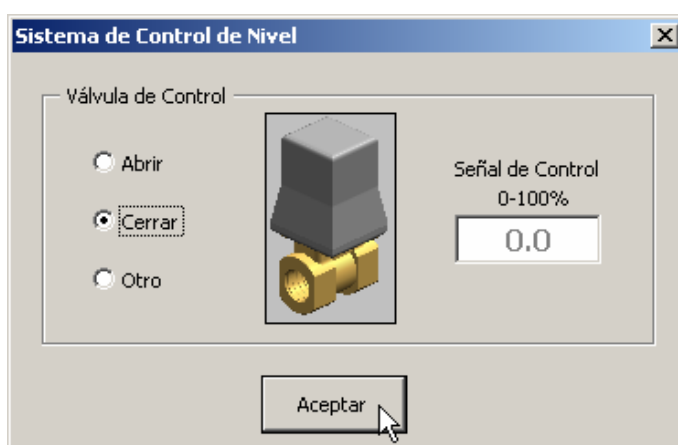 Sistema de Control de Nivel
Válvula de Control
Abrir
Cerrar
Otro
Señal de Control
0-100%
0.0
Aceptar